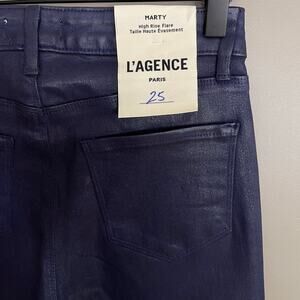 MARTY
High Rise Flare
Taille Haute Évasement
L'AGENCE
PARIS
25